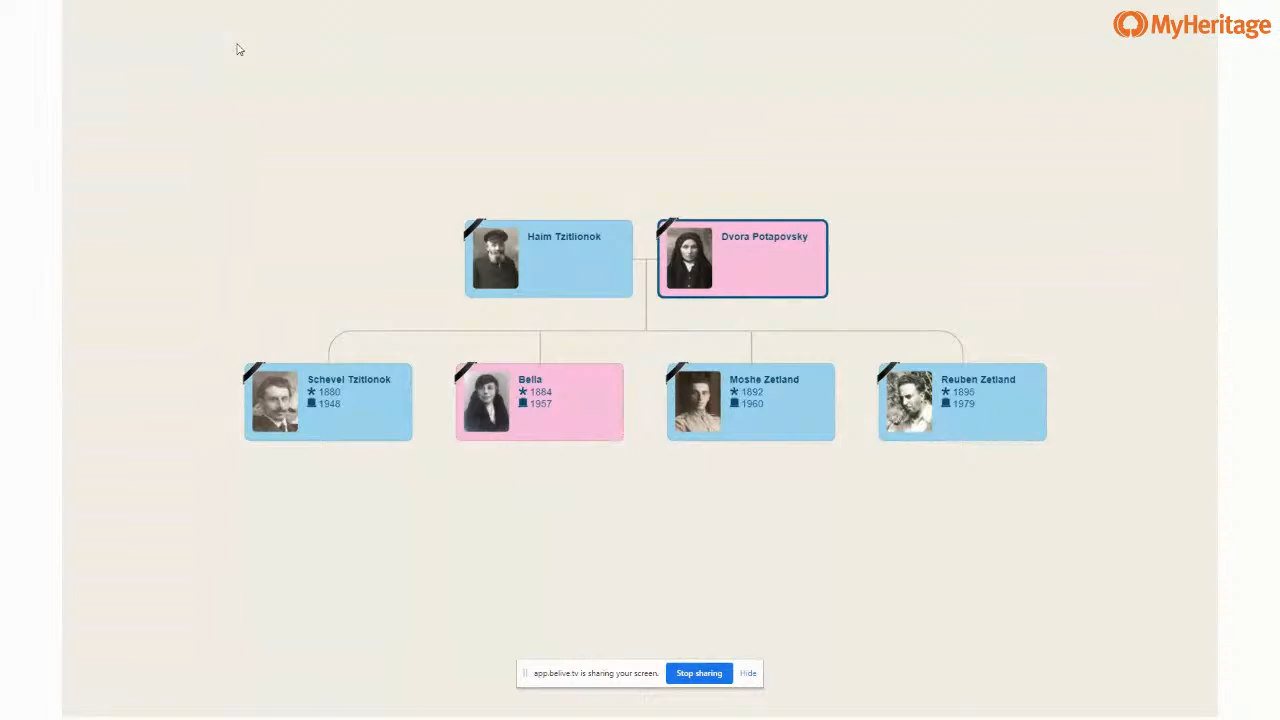 MyHeritage
Haim Tzitlionok
Dvora Potapovsky
Schevel Tzitlonok
1880
1948
Bella
1884
1957
Moshe Zetland
1892
1960
Reuben Zetland
1895
1979
app.belive.tv is sharing your screen.
Stop sharing
Hide